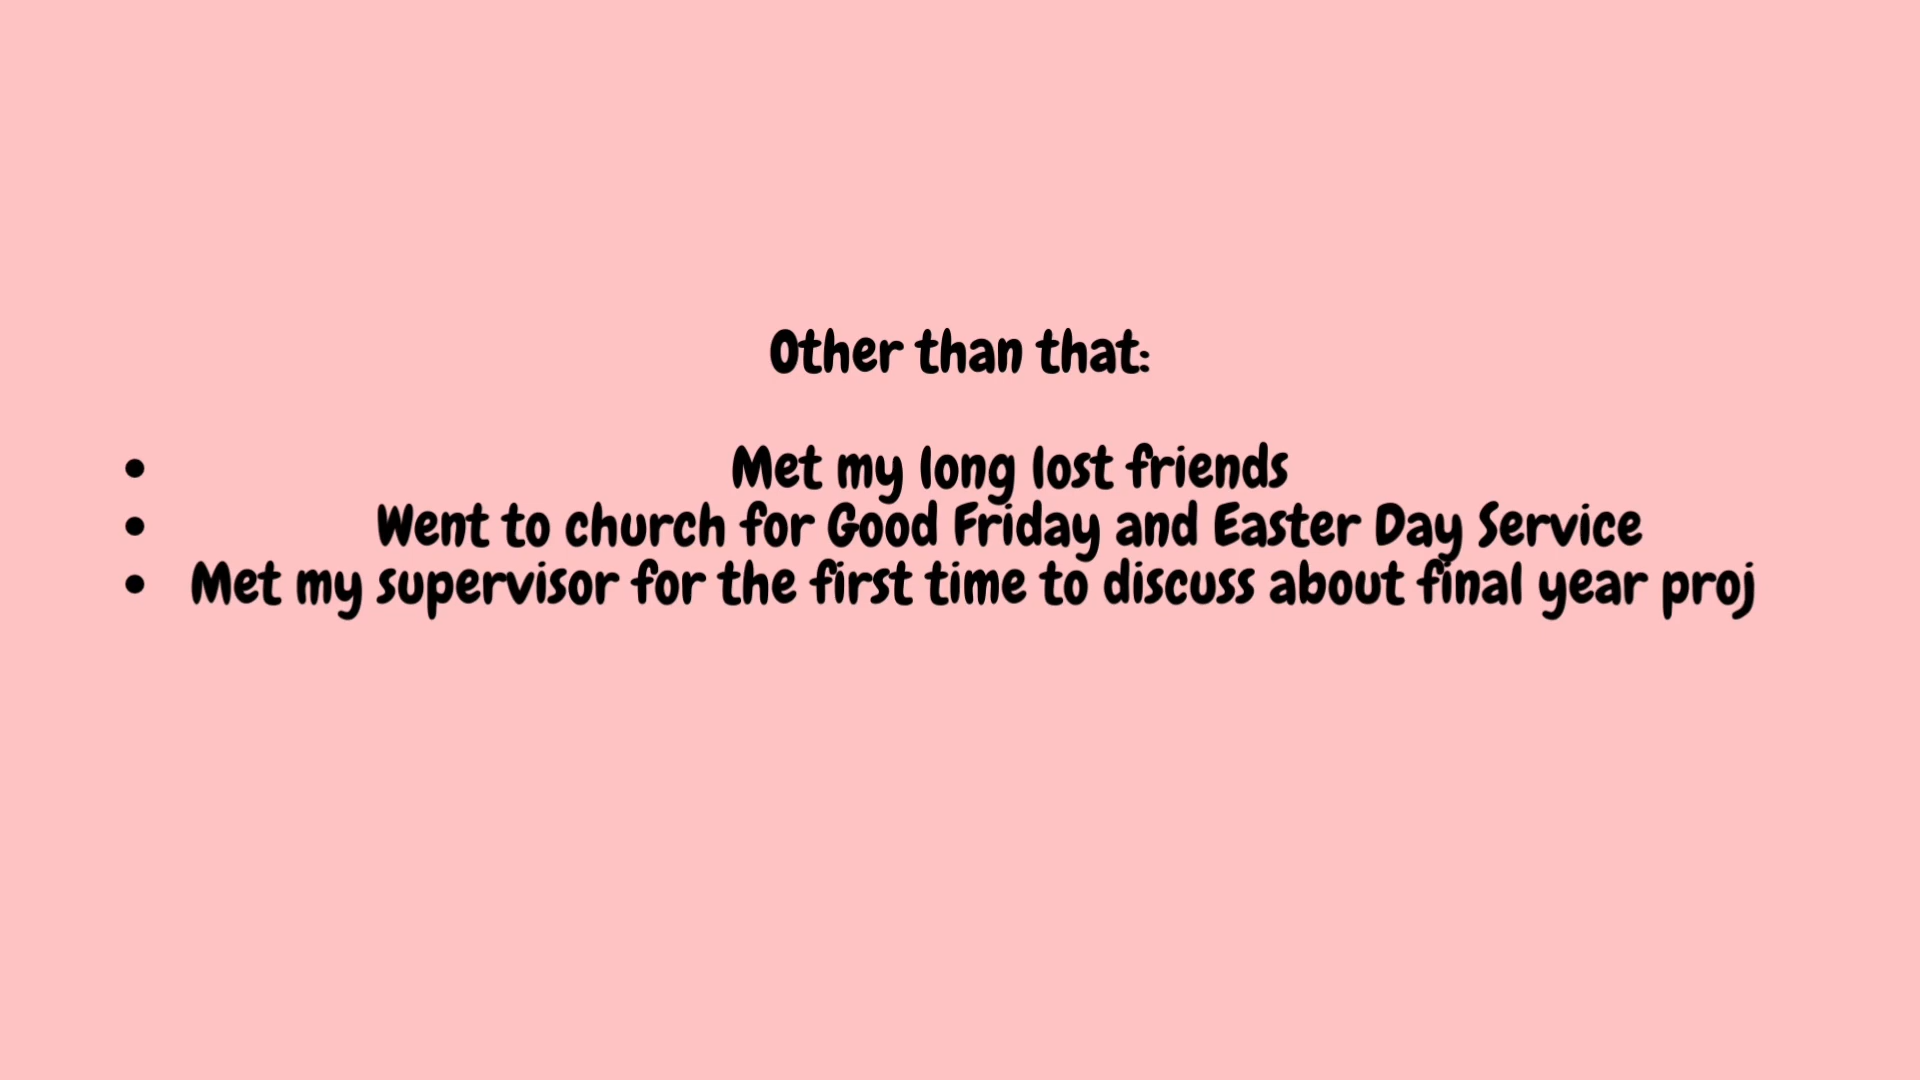 Other than that:
• Met my long lost friends
• Went to church for Good Friday and Easter Day Service
• Met my supervisor for the first time to discuss about final year proj